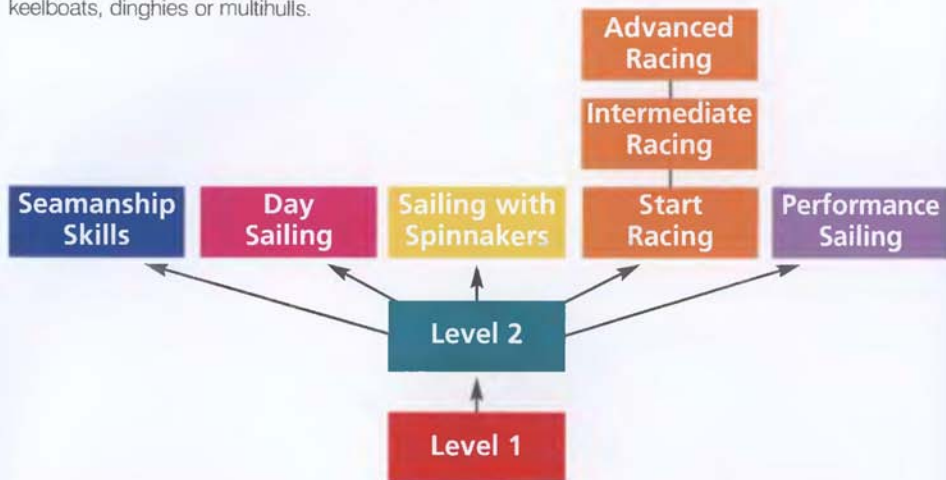 keelboats, dinghies or multihulls.
Advanced
Racing
Intermediate
Racing
Seamanship
Skills
Day
Sailing
Sailing with
Spinnakers
Start
Racing
Performance
Sailing
Level 2
Level 1